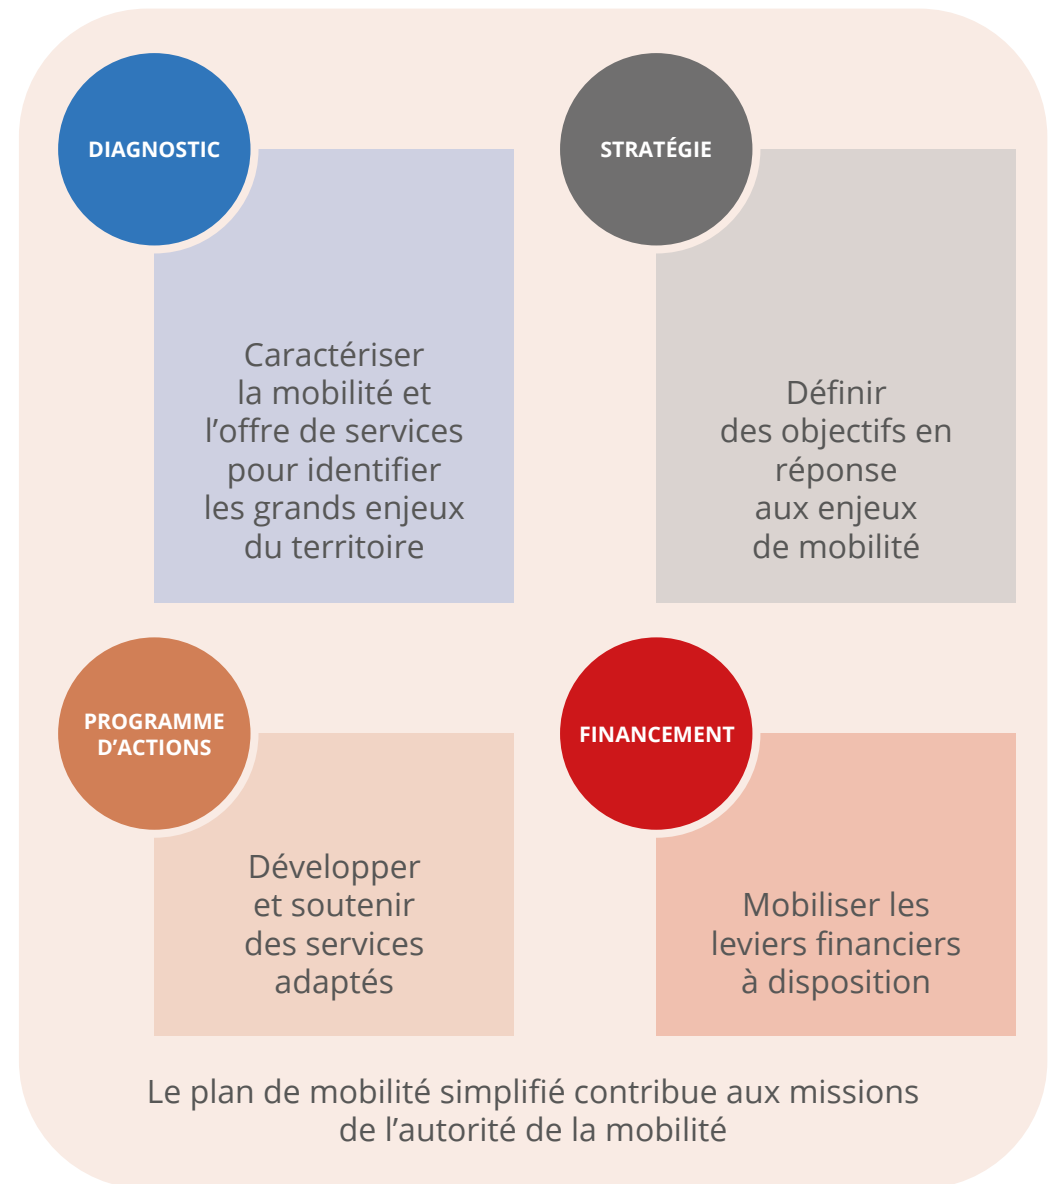 DIAGNOSTIC
Caractériser
la mobilité et
l’offre de services
pour identifier
les grands enjeux
du territoire
STRATÉGIE
Définir
des objectifs en
réponse
aux enjeux
de mobilité
PROGRAMME
D’ACTIONS
Développer
et soutenir
des services
adaptés
FINANCEMENT
Mobiliser les
leviers financiers
à disposition
Le plan de mobilité simplifié contribue aux missions
de l’autorité de la mobilité